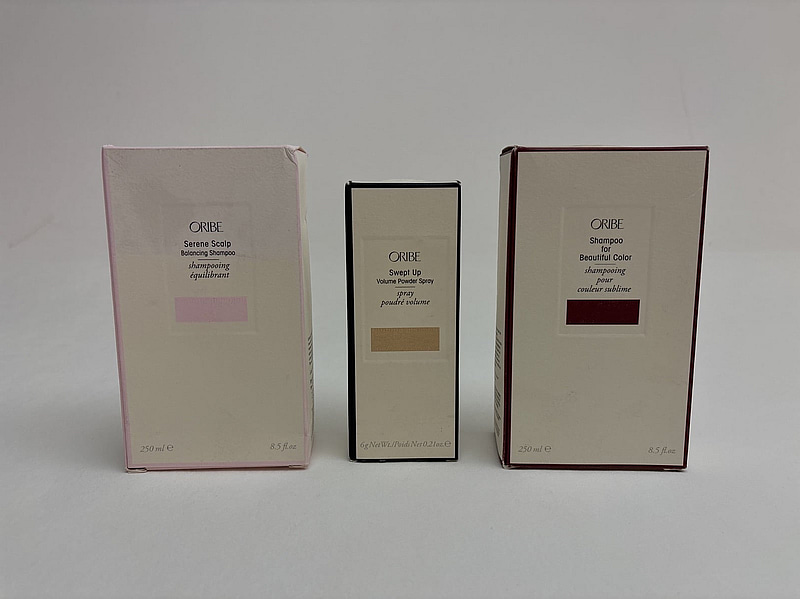 ORIBE
Serene Scalp
Balancing Shampoo
shampooing
équilibrant
250 ml ℮
8.5 fl.oz
ORIBE
Swept Up
Volume Powder Spray
spray
poudré volume
6g Net Wt./Poids Net 0.21oz. ℮
ORIBE
Shampoo
for
Beautiful Color
shampooing
pour
couleur sublime
250 ml ℮
8.5 fl.oz